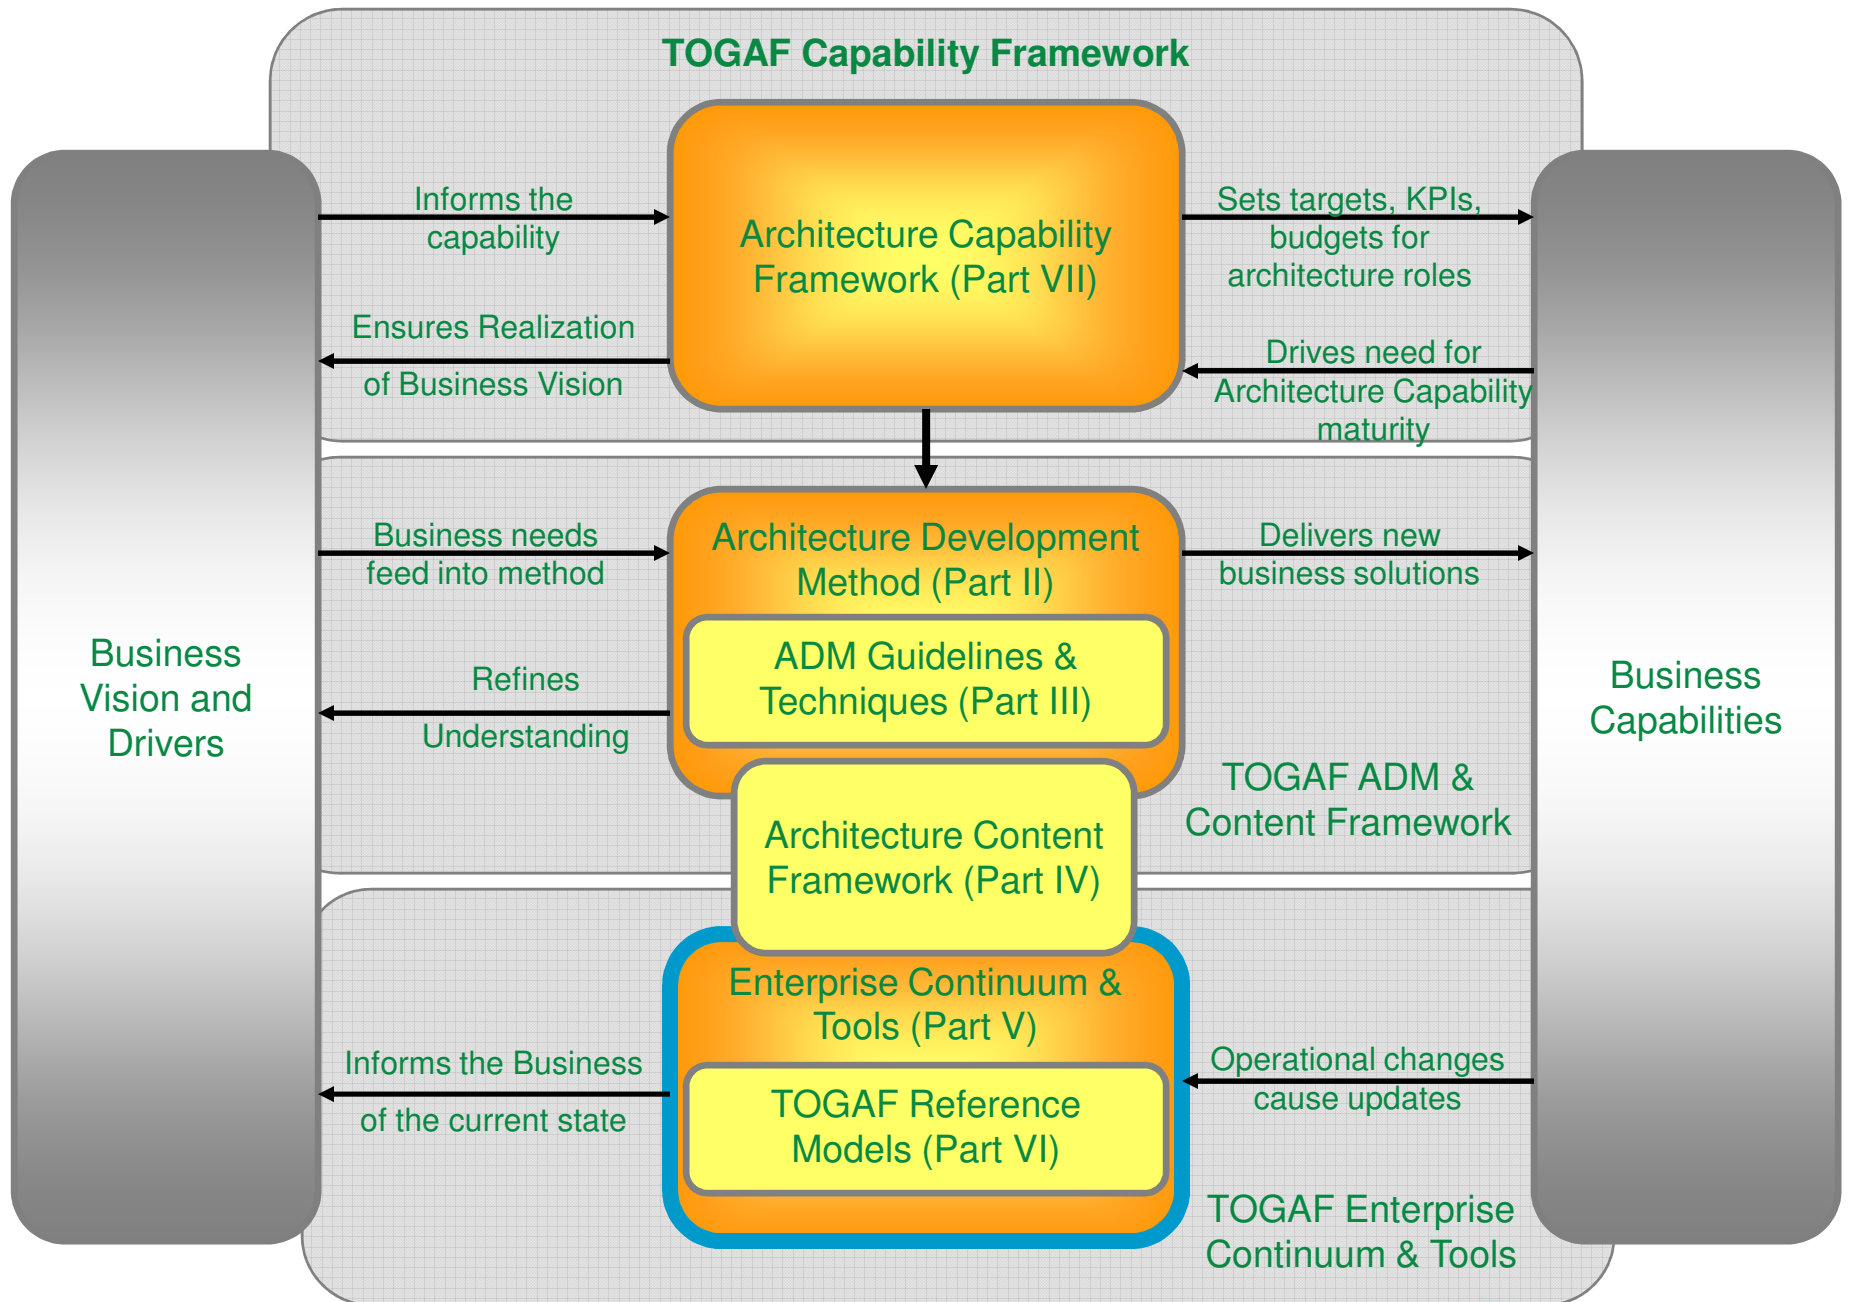 TOGAF Capability Framework
Informs the
capability
Ensures Realization
of Business Vision
Architecture Capability
Framework (Part VII)
Sets targets, KPIs,
budgets for
architecture roles
Drives need for
Architecture Capability
maturity
Business
Vision and
Drivers
Business needs
feed into method
Refines
Understanding
Architecture Development
Method (Part II)
ADM Guidelines &
Techniques (Part III)
Delivers new
business solutions
TOGAF ADM &
Content Framework
Business
Capabilities
Architecture Content
Framework (Part IV)
Enterprise Continuum &
Tools (Part V)
TOGAF Reference
Models (Part VI)
Informs the Business
of the current state
Operational changes
cause updates
TOGAF Enterprise
Continuum & Tools